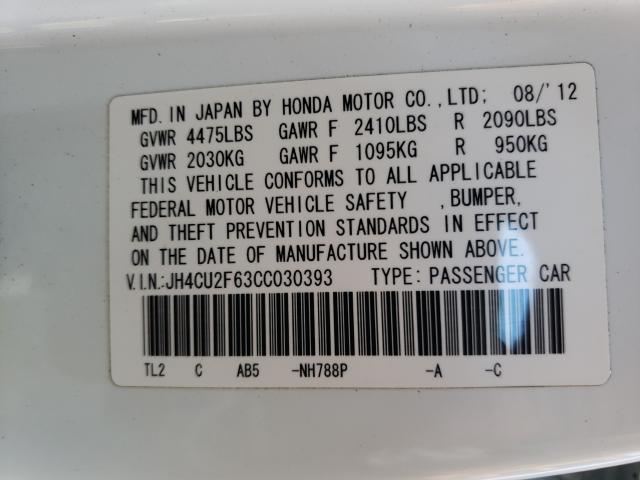 MFD. IN JAPAN BY HONDA MOTOR CO.,LTD; 08/'12
GVWR 4475LBS GAWR F 2410LBS R 2090LBS
GVWR 2030KG GAWR F 1095KG R 950KG
THIS VEHICLE CONFORMS TO ALL APPLICABLE
FEDERAL MOTOR VEHICLE SAFETY ,BUMPER,
AND THEFT PREVENTION STANDARDS IN EFFECT
ON THE DATE OF MANUFACTURE SHOWN ABOVE.
V.I.N.:JH4CU2F63CC030393 TYPE: PASSENGER CAR
TL2 C AB5 -NH788P -A -C